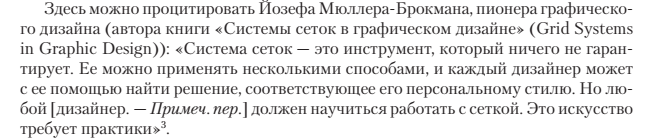 Здесь можно процитировать Йозефа Мюллера-Брокмана, пионера графическо-
го дизайна (автора книги «Системы сеток в графическом дизайне» (Grid Systems
in Graphic Design)): «Система сеток — это инструмент, который ничего не гаран-
тирует. Ее можно применять несколькими способами, и каждый дизайнер может
с ее помощью найти решение, соответствующее его персональному стилю. Но лю-
бой [дизайнер. — Примеч. пер.] должен научиться работать с сеткой. Это искусство
требует практики»³.